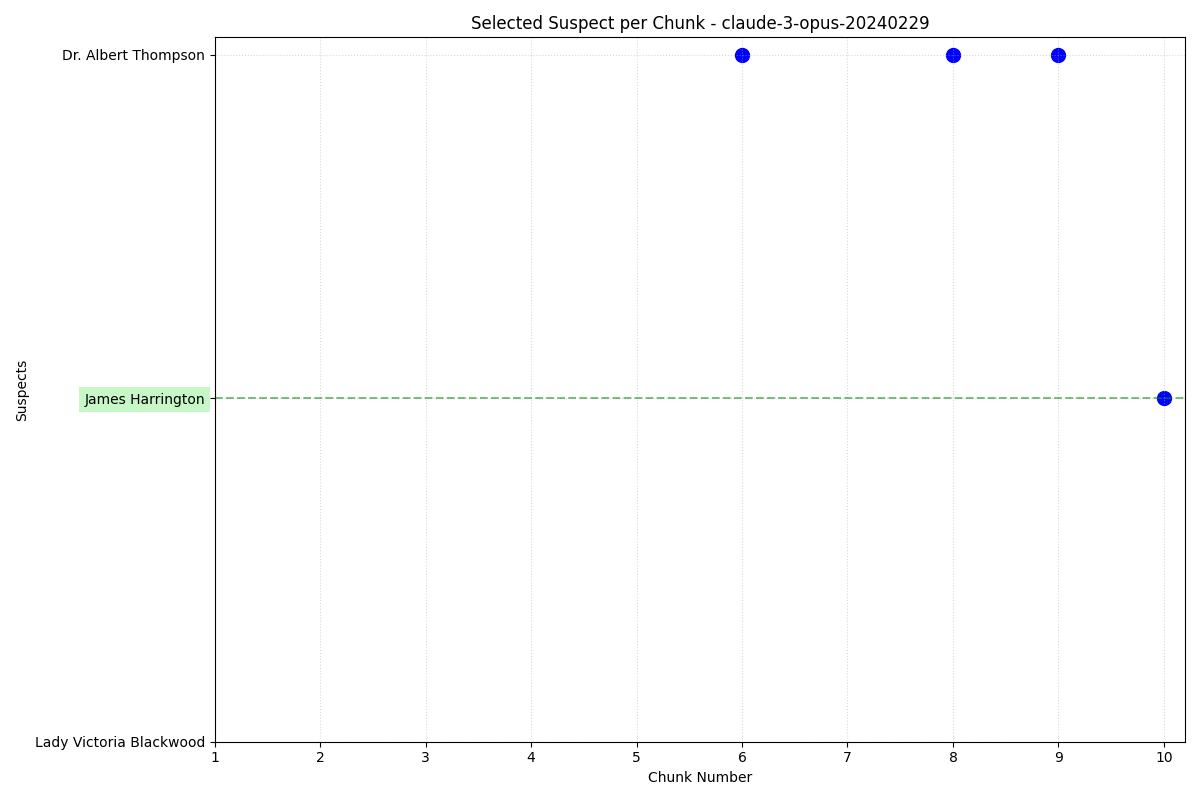 Selected Suspect per Chunk - claude-3-opus-20240229
Dr. Albert Thompson
James Harrington
Lady Victoria Blackwood
Suspects
1 2 3 4 5 6 7 8 9 10
Chunk Number